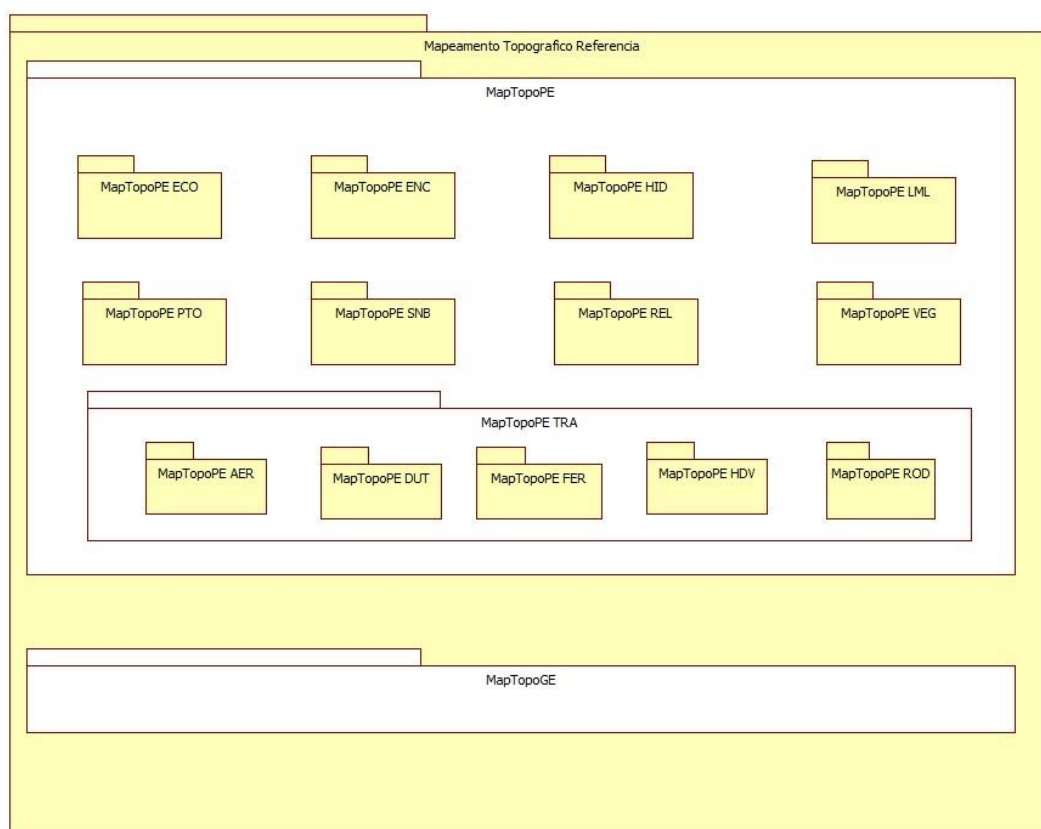 Mapeamento Topografico Referencia
MapTopoPE
MapTopoPE ECO
MapTopoPE ENC
MapTopoPE HID
MapTopoPE LML
MapTopoPE PTO
MapTopoPE SNB
MapTopoPE REL
MapTopoPE VEG
MapTopoPE TRA
MapTopoPE AER
MapTopoPE DUT
MapTopoPE FER
MapTopoPE HDV
MapTopoPE ROD
MapTopoGE